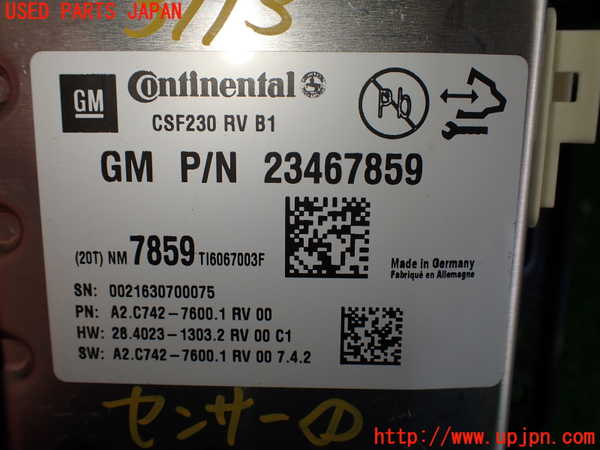 USED PARTS JAPAN
5773
GM
Continental
Pb
CSF230 RV B1
GM P/N 23467859
(20T) NM 7859 TI6067003F
Made in Germany
Fabriqué en Allemagne
SN: 0021630700075
PN: A2.C742-7600.1 RV 00
HW: 28.4023-1303.2 RV 00 C1
SW: A2.C742-7600.1 RV 00 7.4.2
センサー①
http://www.upjpn.com/